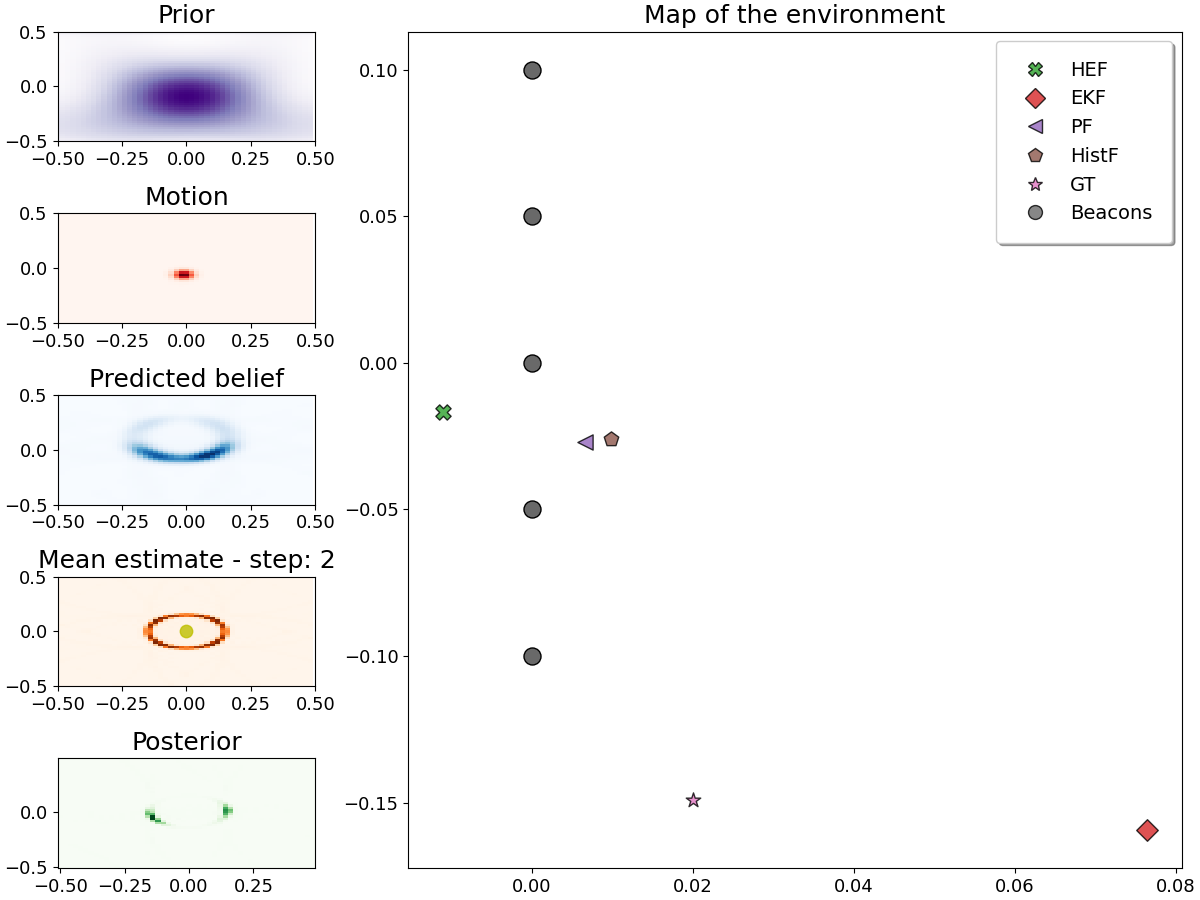 Prior
0.5
0.0
−0.5
−0.50 −0.25 0.00 0.25 0.50
Motion
0.5
0.0
−0.5
−0.50 −0.25 0.00 0.25 0.50
Predicted belief
0.5
0.0
−0.5
−0.50 −0.25 0.00 0.25 0.50
Mean estimate - step: 2
0.5
0.0
−0.5
−0.50 −0.25 0.00 0.25 0.50
Posterior
0.0
−0.5
−0.50 −0.25 0.00 0.25
Map of the environment
0.10
0.05
0.00
−0.05
−0.10
−0.15
0.00 0.02 0.04 0.06 0.08
HEF
EKF
PF
HistF
GT
Beacons